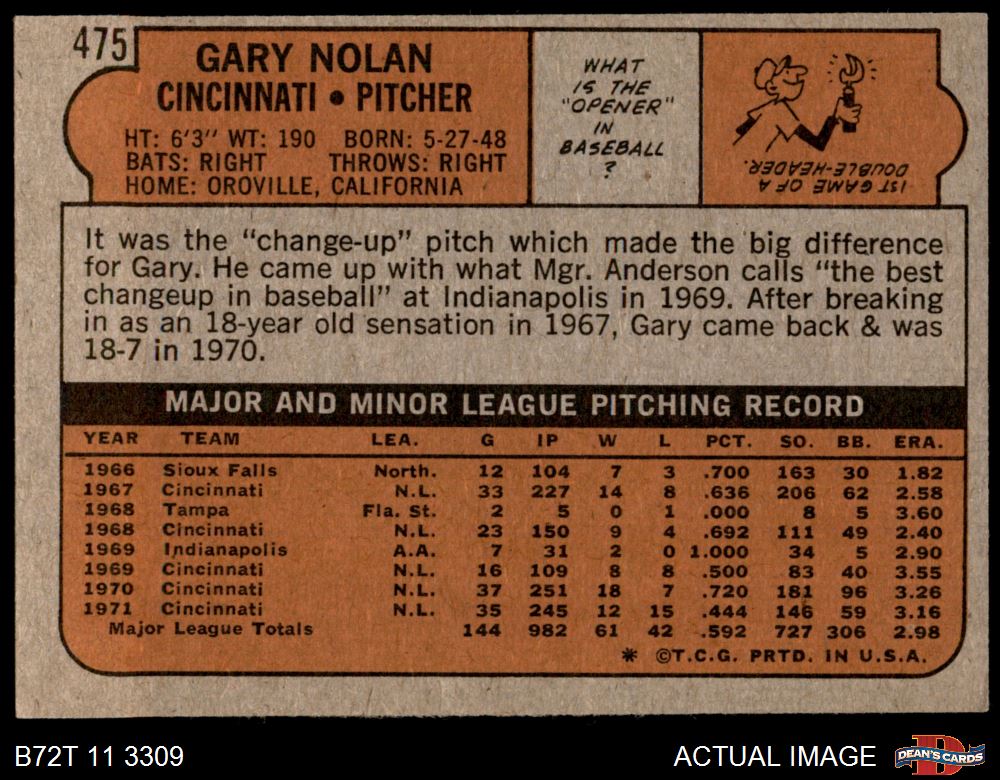 475
GARY NOLAN
CINCINNATI • PITCHER
HT: 6'3" WT: 190 BORN: 5-27-48
BATS: RIGHT THROWS: RIGHT
HOME: OROVILLE, CALIFORNIA
WHAT
IS THE
"OPENER"
IN
BASEBALL
?
1ST GAME OF A
DOUBLE-HEADER.
It was the "change-up" pitch which made the big difference
for Gary. He came up with what Mgr. Anderson calls "the best
changeup in baseball" at Indianapolis in 1969. After breaking
in as an 18-year old sensation in 1967, Gary came back & was
18-7 in 1970.
MAJOR AND MINOR LEAGUE PITCHING RECORD
YEAR TEAM LEA. G IP W L PCT. SO. BB. ERA.
1966 Sioux Falls North. 12 104 7 3 .700 163 30 1.82
1967 Cincinnati N.L. 33 227 14 8 .636 206 62 2.58
1968 Tampa Fla. St. 2 5 0 1 .000 8 5 3.60
1968 Cincinnati N.L. 23 150 9 4 .692 111 49 2.40
1969 Indianapolis A.A. 7 31 2 0 1.000 34 5 2.90
1969 Cincinnati N.L. 16 109 8 8 .500 83 40 3.55
1970 Cincinnati N.L. 37 251 18 7 .720 181 96 3.26
1971 Cincinnati N.L. 35 245 12 15 .444 146 59 3.16
Major League Totals 144 982 61 42 .592 727 306 2.98
* ©T.C.G. PRTD. IN U.S.A.
B72T 11 3309
ACTUAL IMAGE
D
DEAN'S CARDS